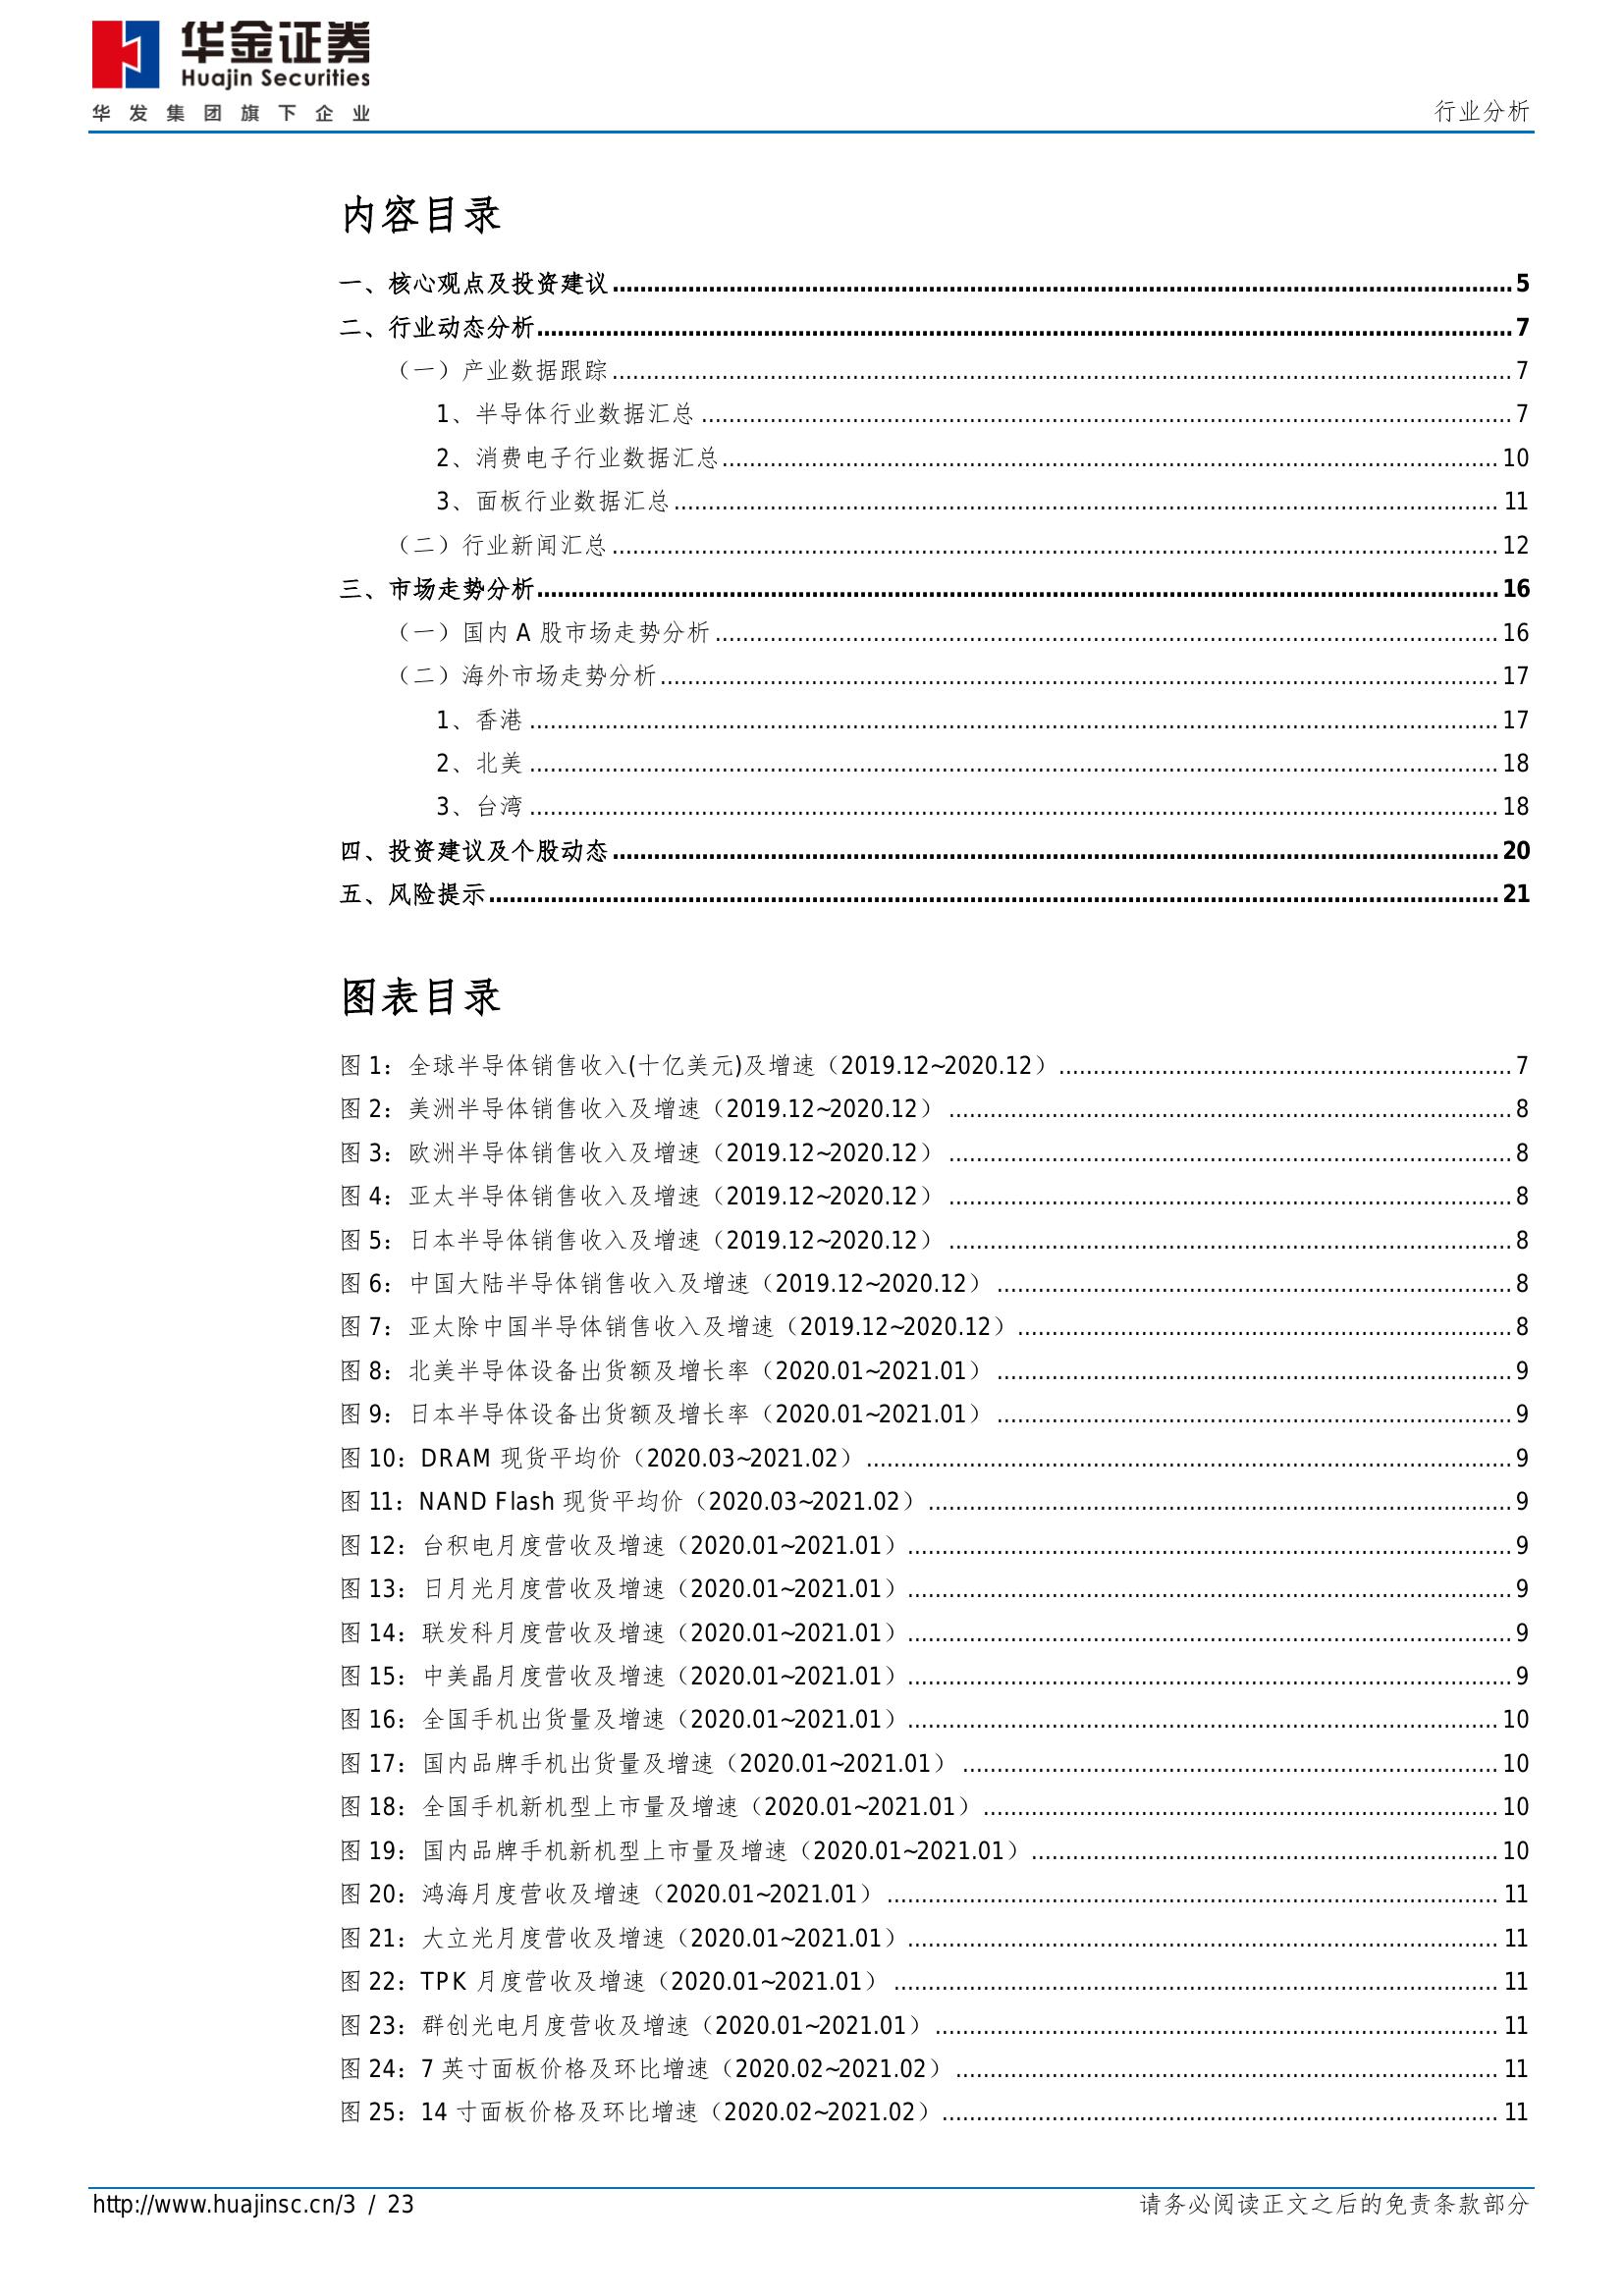 华金证券
Huajin Securities
华发集团旗下企业
行业分析
内容目录
一、核心观点及投资建议 5
二、行业动态分析 7
（一）产业数据跟踪 7
1、半导体行业数据汇总 7
2、消费电子行业数据汇总 10
3、面板行业数据汇总 11
（二）行业新闻汇总 12
三、市场走势分析 16
（一）国内 A 股市场走势分析 16
（二）海外市场走势分析 17
1、香港 17
2、北美 18
3、台湾 18
四、投资建议及个股动态 20
五、风险提示 21
图表目录
图 1：全球半导体销售收入(十亿美元)及增速（2019.12~2020.12） 7
图 2：美洲半导体销售收入及增速（2019.12~2020.12） 8
图 3：欧洲半导体销售收入及增速（2019.12~2020.12） 8
图 4：亚太半导体销售收入及增速（2019.12~2020.12） 8
图 5：日本半导体销售收入及增速（2019.12~2020.12） 8
图 6：中国大陆半导体销售收入及增速（2019.12~2020.12） 8
图 7：亚太除中国半导体销售收入及增速（2019.12~2020.12） 8
图 8：北美半导体设备出货额及增长率（2020.01~2021.01） 9
图 9：日本半导体设备出货额及增长率（2020.01~2021.01） 9
图 10：DRAM 现货平均价（2020.03~2021.02） 9
图 11：NAND Flash 现货平均价（2020.03~2021.02） 9
图 12：台积电月度营收及增速（2020.01~2021.01） 9
图 13：日月光月度营收及增速（2020.01~2021.01） 9
图 14：联发科月度营收及增速（2020.01~2021.01） 9
图 15：中美晶月度营收及增速（2020.01~2021.01） 9
图 16：全国手机出货量及增速（2020.01~2021.01） 10
图 17：国内品牌手机出货量及增速（2020.01~2021.01） 10
图 18：全国手机新机型上市量及增速（2020.01~2021.01） 10
图 19：国内品牌手机新机型上市量及增速（2020.01~2021.01） 10
图 20：鸿海月度营收及增速（2020.01~2021.01） 11
图 21：大立光月度营收及增速（2020.01~2021.01） 11
图 22：TPK 月度营收及增速（2020.01~2021.01） 11
图 23：群创光电月度营收及增速（2020.01~2021.01） 11
图 24：7 英寸面板价格及环比增速（2020.02~2021.02） 11
图 25：14 寸面板价格及环比增速（2020.02~2021.02） 11
http://www.huajinsc.cn/3 / 23
请务必阅读正文之后的免责条款部分